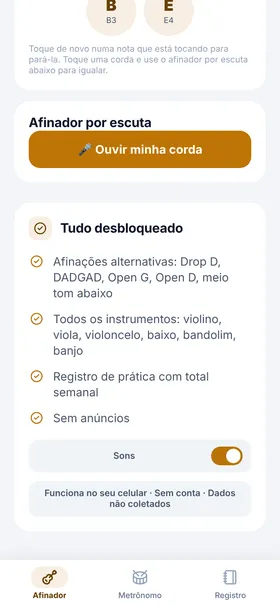 B
E
B3
E4
Toque de novo numa nota que está tocando para
pará-la. Toque uma corda e use o afinador por escuta
abaixo para igualar.
Afinador por escuta
🎤 Ouvir minha corda
Tudo desbloqueado
Afinações alternativas: Drop D,
DADGAD, Open G, Open D, meio
tom abaixo
Todos os instrumentos: violino,
viola, violoncelo, baixo, bandolim,
banjo
Registro de prática com total
semanal
Sem anúncios
Sons
Funciona no seu celular · Sem conta · Dados
não coletados
Afinador
Metrônomo
Registro